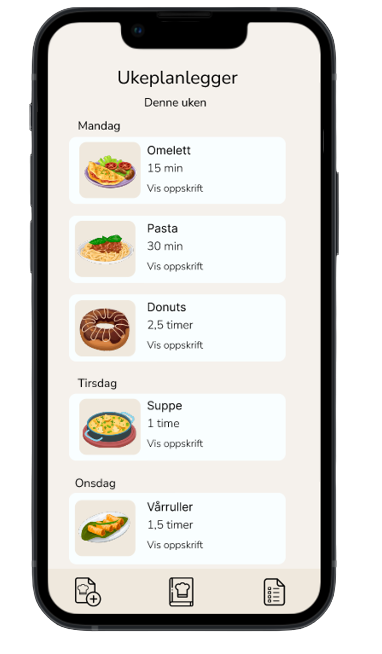 Ukeplanlegger
Denne uken
Mandag
Omelett
15 min
Vis oppskrift
Pasta
30 min
Vis oppskrift
Donuts
2,5 timer
Vis oppskrift
Tirsdag
Suppe
1 time
Vis oppskrift
Onsdag
Vårruller
1,5 timer
Vis oppskrift